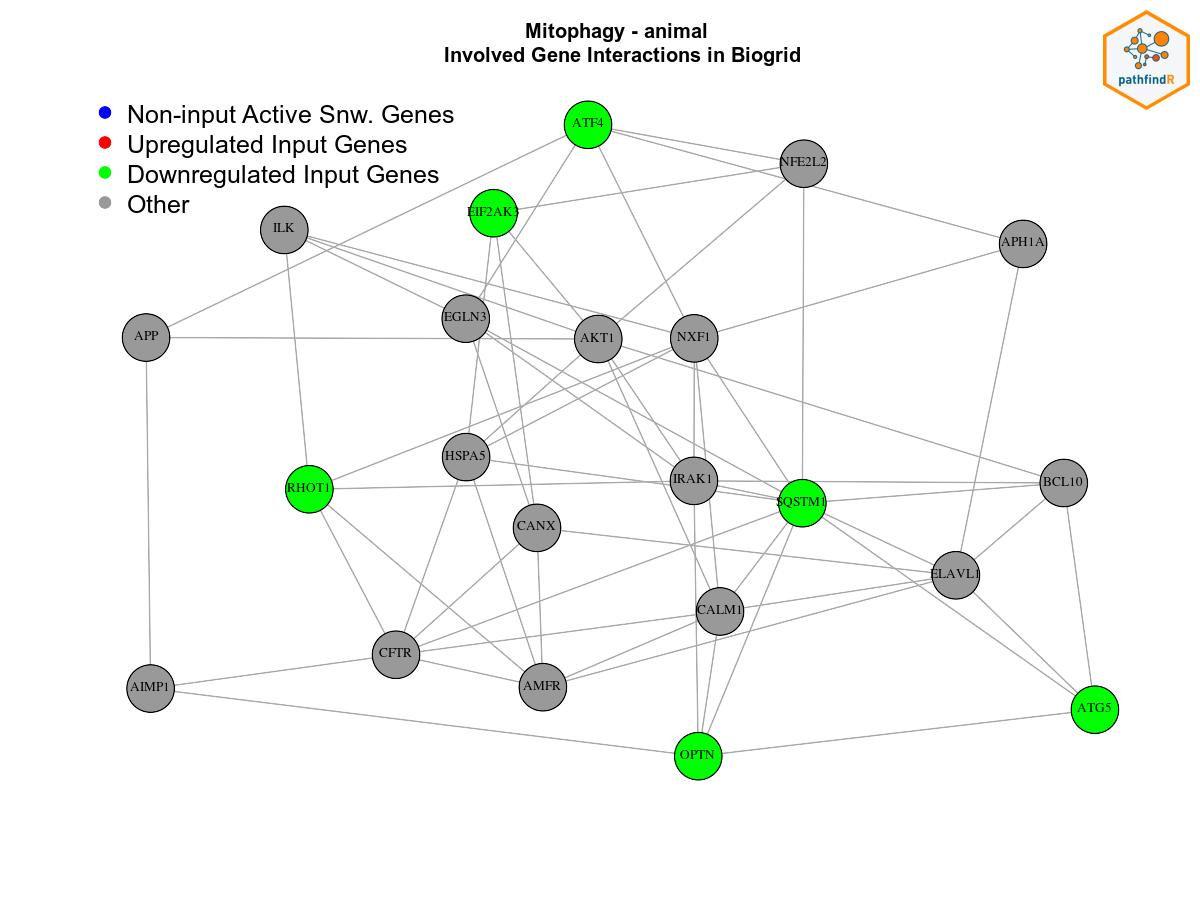 Mitophagy - animal
Involved Gene Interactions in Biogrid
pathfindR
Non-input Active Snw. Genes
Upregulated Input Genes
Downregulated Input Genes
Other
ATF4
NFE2L2
EIF2AK3
ILK
APH1A
EGLN3
APP
AKT1
NXF1
HSPA5
IRAK1
RHOT1
SQSTM1
BCL10
CANX
ELAVL1
CALM1
CFTR
AMFR
AIMP1
ATG5
OPTN